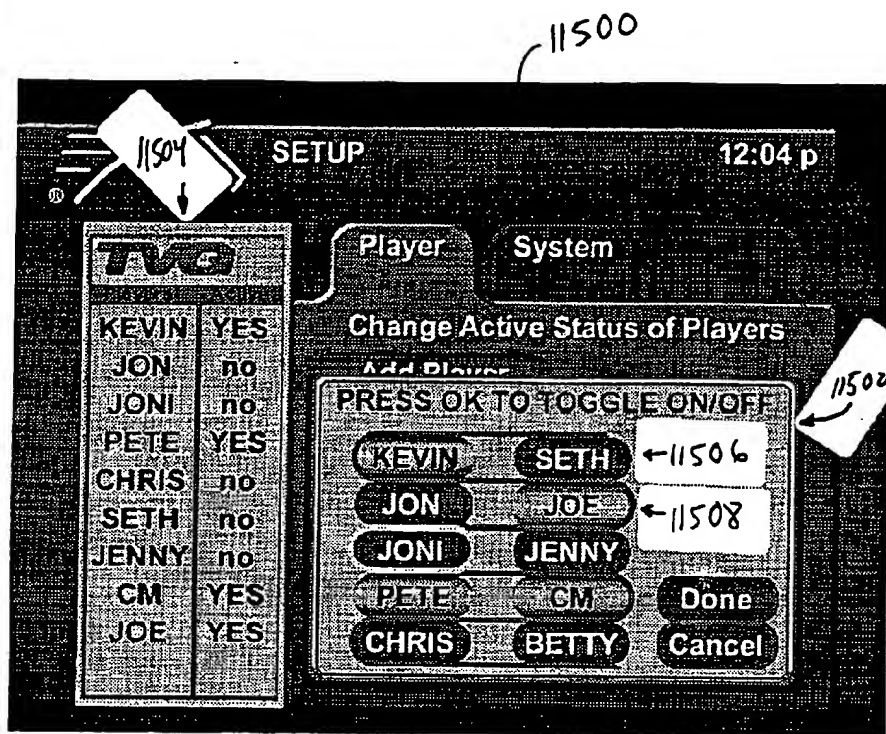 11500
11504
SETUP
12:04 p
®
TVG
Player
System
KEVIN YES
JON no
JONI no
PETE YES
CHRIS no
SETH no
JENNY no
CM YES
JOE YES
Change Active Status of Players
Add Player
11502
PRESS OK TO TOGGLE ON/OFF
KEVIN SETH ←11506
JON JOE ←11508
JONI JENNY
PETE CM Done
CHRIS BETTY Cancel